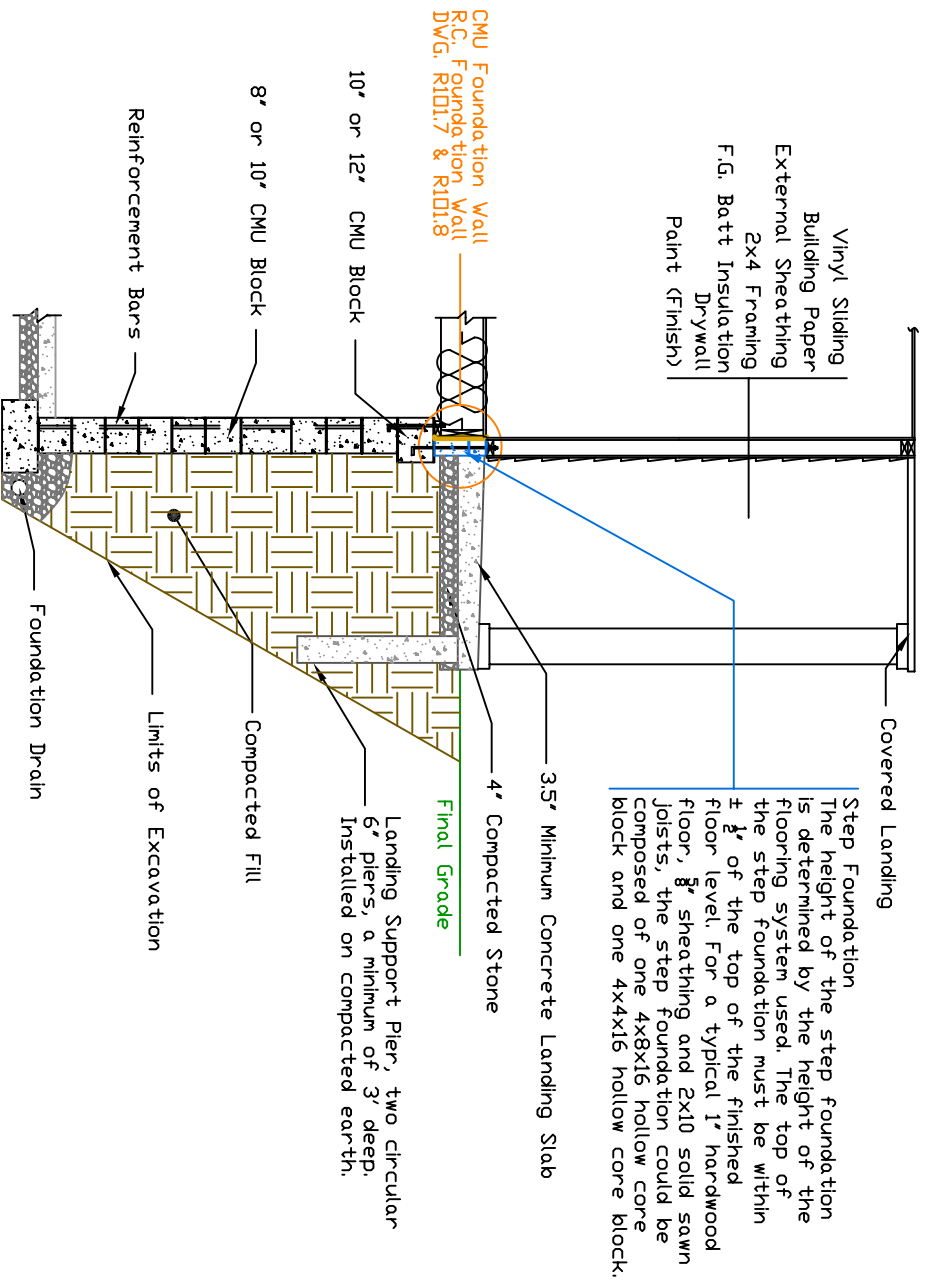 Vinyl Sliding
Building Paper
External Sheathing
2x4 Framing
F.G. Batt Insulation
Drywall
Paint (Finish)
CMU Foundation Wall
R.C. Foundation Wall
DWG. R101.7 & R101.8
10" or 12" CMU Block
8" or 10" CMU Block
Reinforcement Bars
Covered Landing
Step Foundation
The height of the step foundation
is determined by the height of the
flooring system used. The top of
the step foundation must be within
± 1/2" of the top of the finished
floor level. For a typical 1" hardwood
floor, 5/8" sheathing and 2x10 solid sawn
joists, the step foundation could be
composed of one 4x8x16 hollow core
block and one 4x4x16 hollow core block.
3.5" Minimum Concrete Landing Slab
4" Compacted Stone
Final Grade
Landing Support Pier, two circular
6" piers, a minimum of 3' deep.
Installed on compacted earth.
Compacted Fill
Limits of Excavation
Foundation Drain